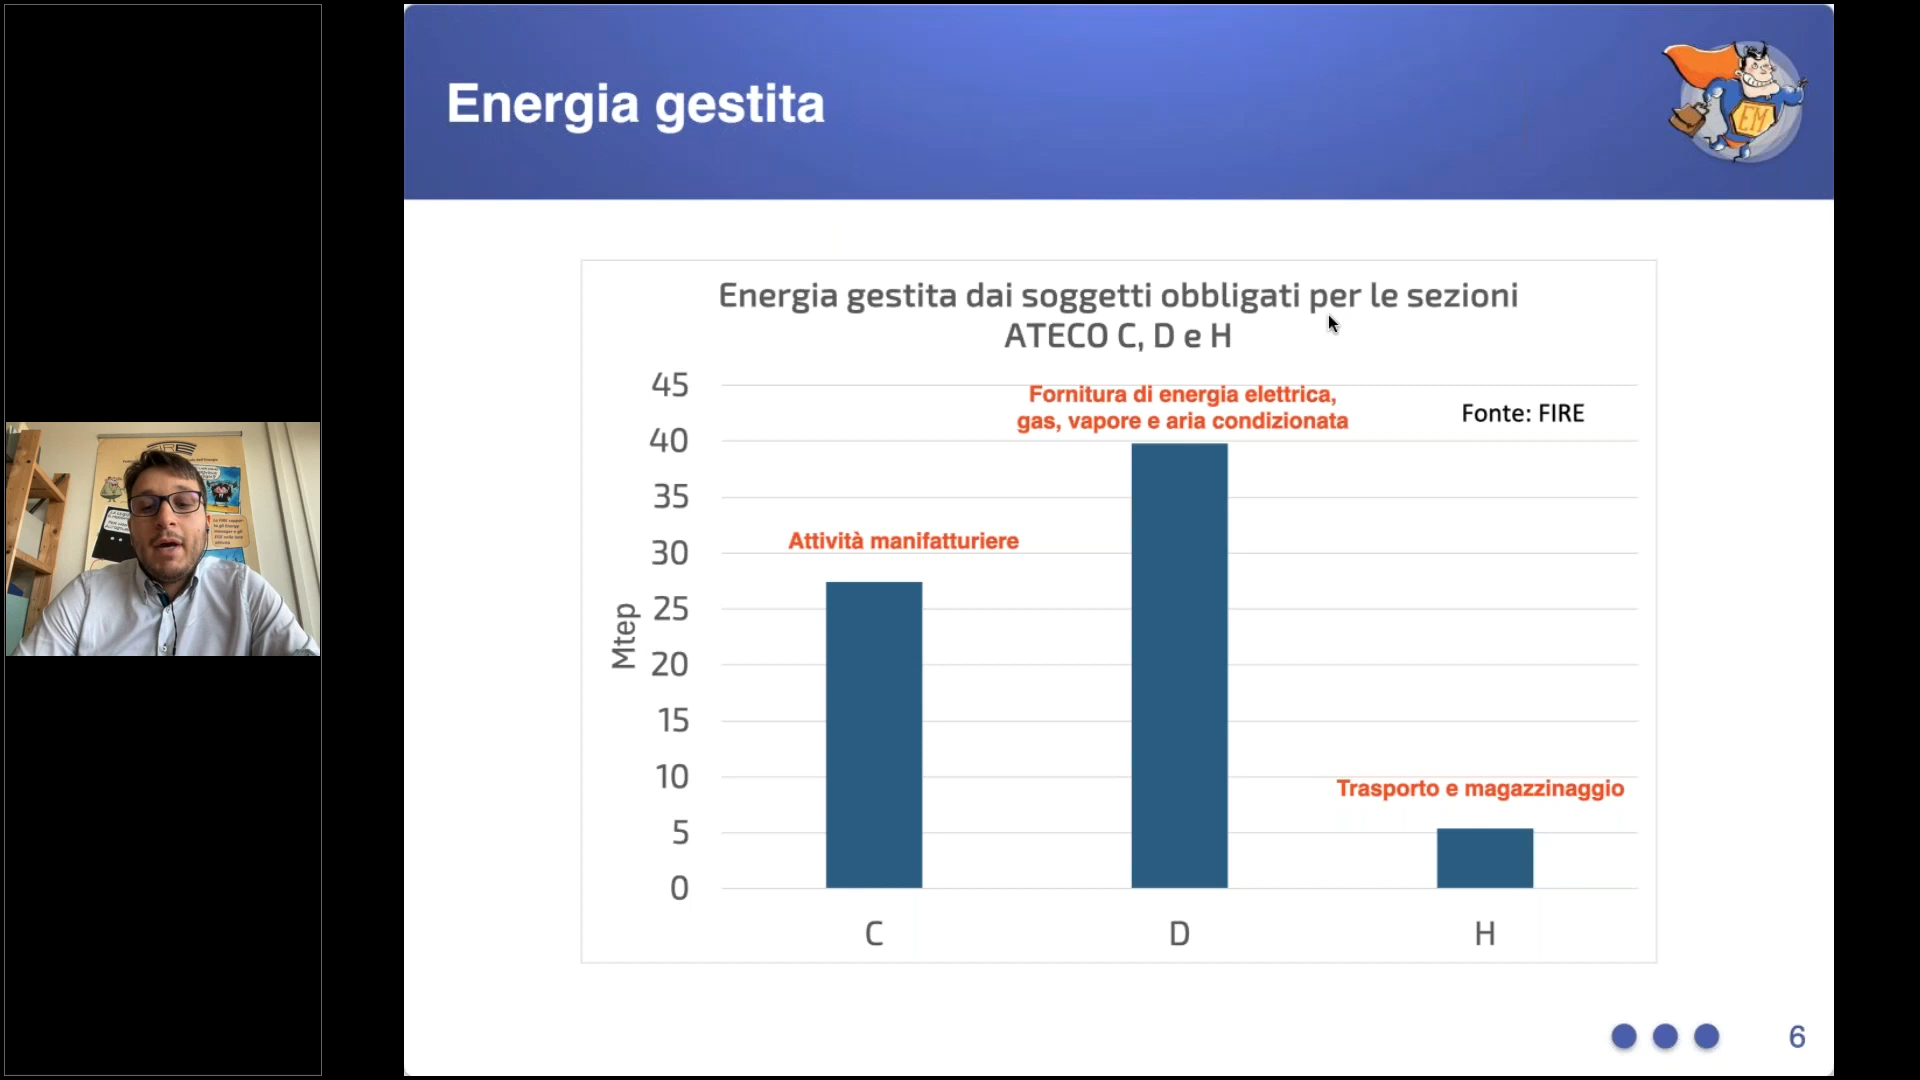 Energia gestita
EM
Energia gestita dai soggetti obbligati per le sezioni
ATECO C, D e H
45
40
35
30
25
20
15
10
5
0
Mtep
Fornitura di energia elettrica,
gas, vapore e aria condizionata
Fonte: FIRE
Attività manifatturiere
Trasporto e magazzinaggio
C
D
H
6